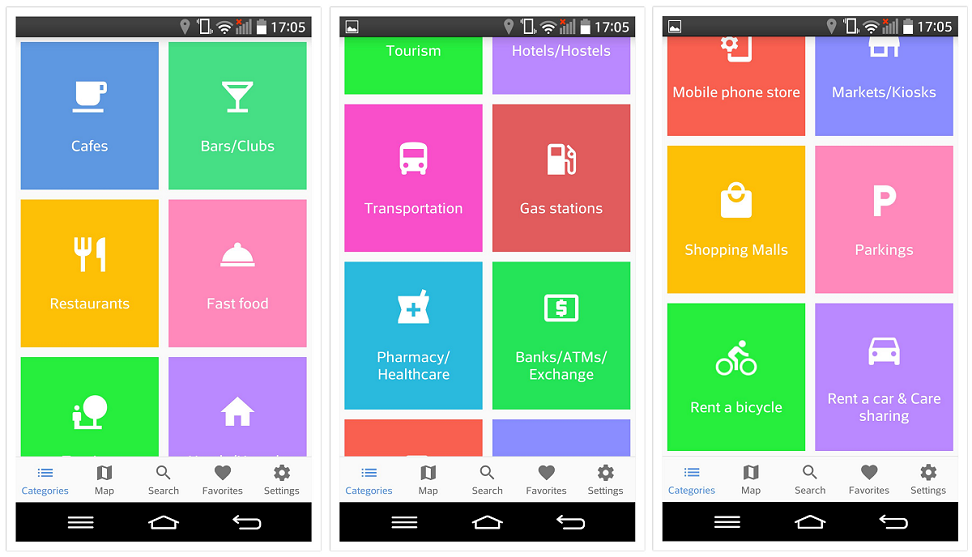 17:05
Cafes
Bars/Clubs
Restaurants
Fast food
Categories
Map
Search
Favorites
Settings
17:05
Tourism
Hotels/Hostels
Transportation
Gas stations
$
Pharmacy/
Healthcare
Banks/ATMs/
Exchange
Categories
Map
Search
Favorites
Settings
17:05
Mobile phone store
Markets/Kiosks
P
Shopping Malls
Parkings
Rent a bicycle
Rent a car & Care
sharing
Categories
Map
Search
Favorites
Settings